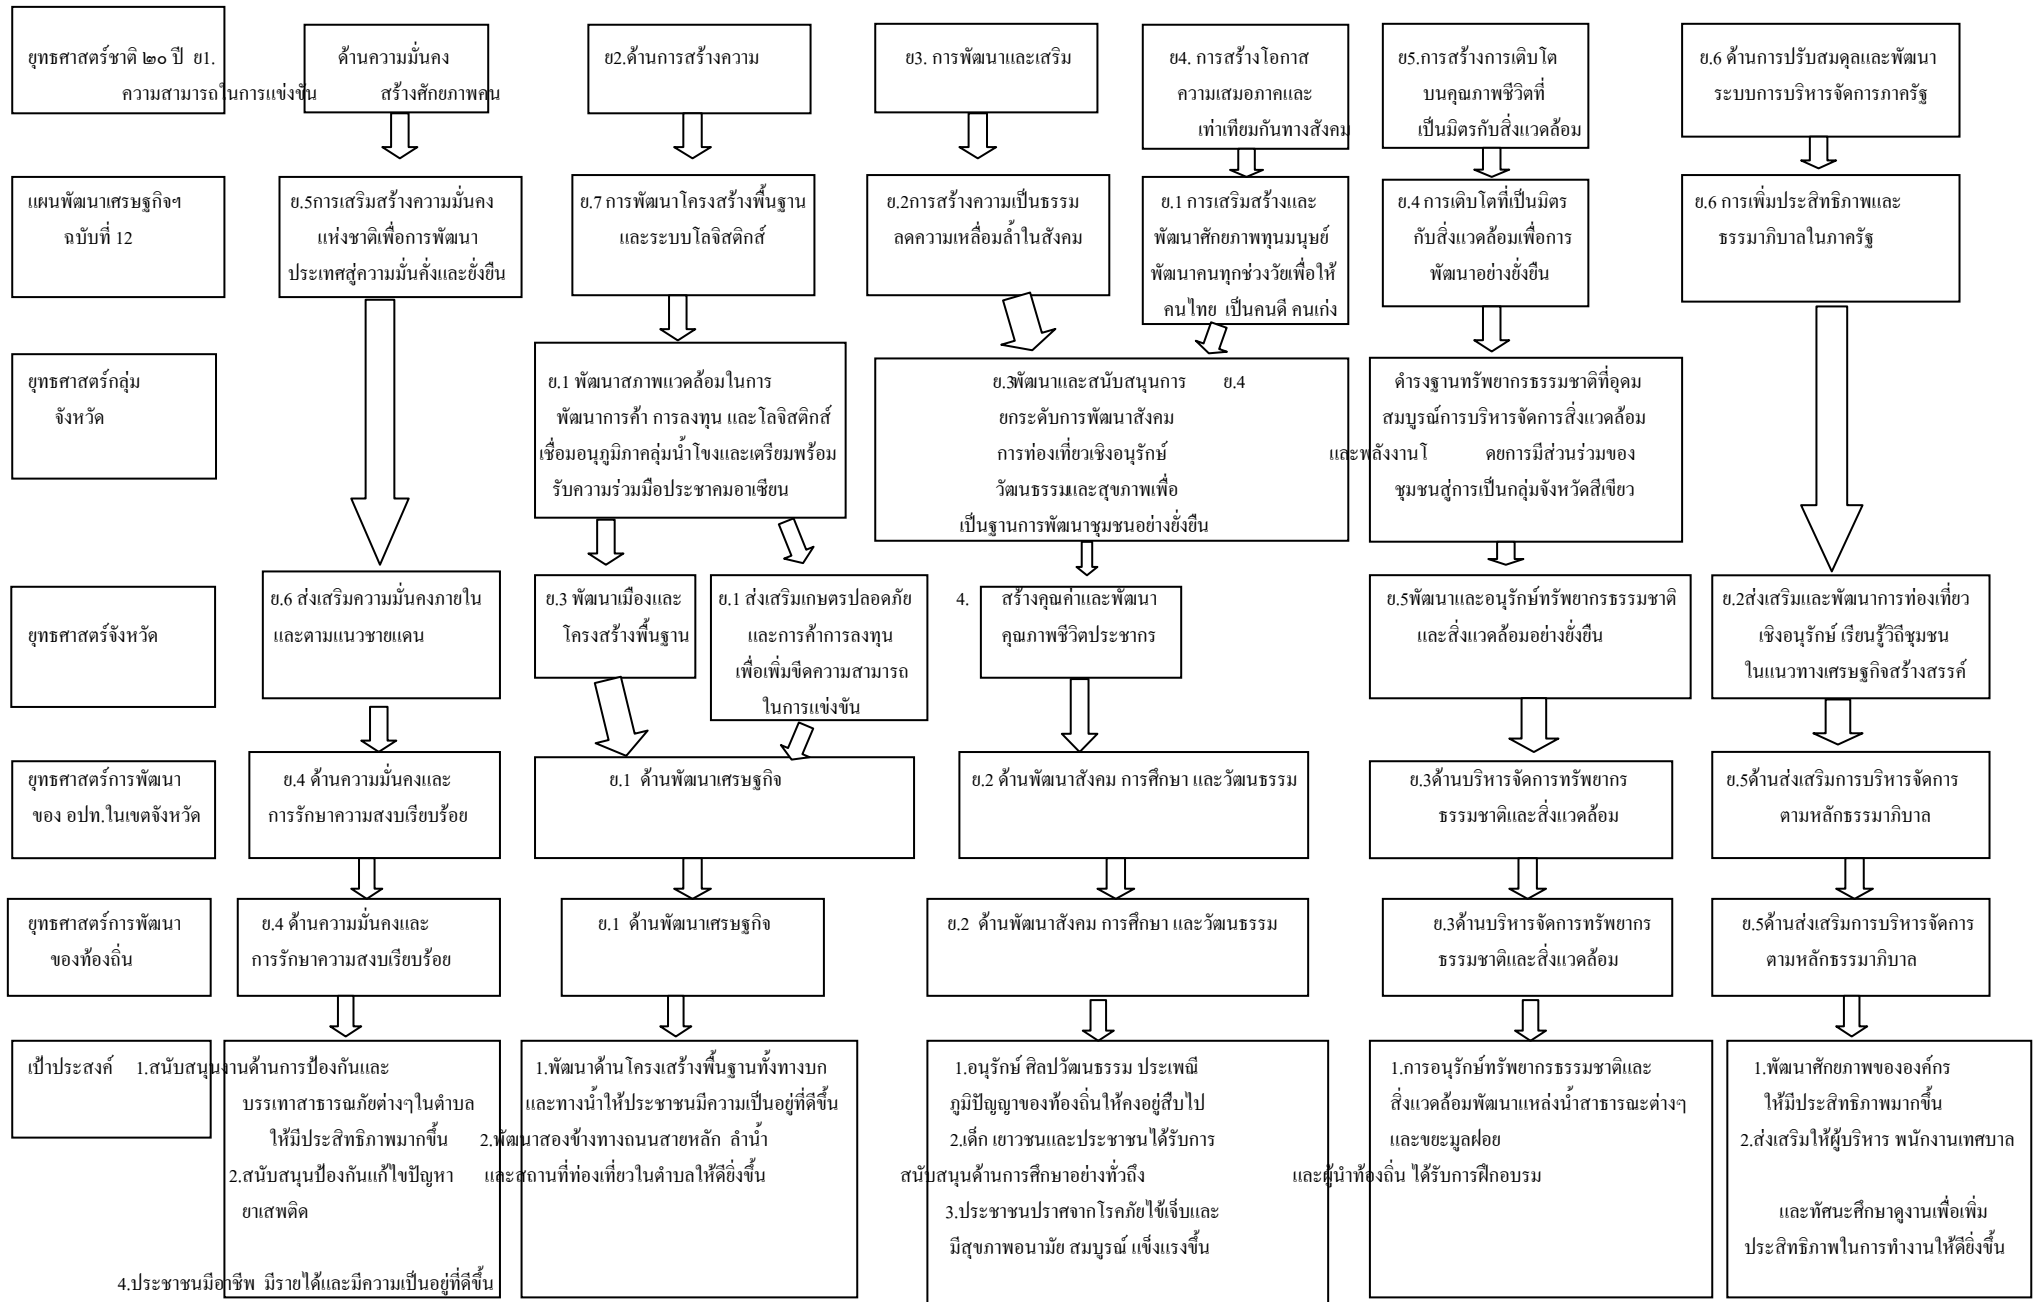 ยุทธศาสตร์ชาติ ๒๐ ปี ย1. ด้านความมั่นคง ย2.ด้านการสร้างความ ย3. การพัฒนาและเสริม ย4. การสร้างโอกาส ย5.การสร้างการเติบโต ย.6 ด้านการปรับสมดุลและพัฒนา
ความสามารถในการแข่งขัน สร้างศักยภาพคน ความเสมอภาคและ บนคุณภาพชีวิตที่ ระบบการบริหารจัดการภาครัฐ
เท่าเทียมกันทางสังคม เป็นมิตรกับสิ่งแวดล้อม
แผนพัฒนาเศรษฐกิจฯ ย.5การเสริมสร้างความมั่นคง ย.7 การพัฒนาโครงสร้างพื้นฐาน ย.2การสร้างความเป็นธรรม ย.1 การเสริมสร้างและ ย.4 การเติบโตที่เป็นมิตร ย.6 การเพิ่มประสิทธิภาพและ
ฉบับที่ 12 แห่งชาติเพื่อการพัฒนา และระบบโลจิสติกส์ ลดความเหลื่อมล้ำในสังคม พัฒนาศักยภาพทุนมนุษย์ กับสิ่งแวดล้อมเพื่อการ ธรรมาภิบาลในภาครัฐ
ประเทศสู่ความมั่นคั่งและยั่งยืน พัฒนาคนทุกช่วงวัยเพื่อให้ พัฒนาอย่างยั่งยืน
คนไทย เป็นคนดี คนเก่ง
ยุทธศาสตร์กลุ่ม ย.1 พัฒนาสภาพแวดล้อมในการ ย.3พัฒนาและสนับสนุนการ ย.4 ดำรงฐานทรัพยากรธรรมชาติที่อุดม
จังหวัด พัฒนาการค้า การลงทุน และโลจิสติกส์ ยกระดับการพัฒนาสังคม สมบูรณ์การบริหารจัดการสิ่งแวดล้อม
เชื่อมอนุภูมิภาคลุ่มน้ำโขงและเตรียมพร้อม การท่องเที่ยวเชิงอนุรักษ์ และพลังงานโ ดยการมีส่วนร่วมของ
รับความร่วมมือประชาคมอาเซียน วัฒนธรรมและสุขภาพเพื่อ ชุมชนสู่การเป็นกลุ่มจังหวัดสีเขียว
เป็นฐานการพัฒนาชุมชนอย่างยั่งยืน
ย.6 ส่งเสริมความมั่นคงภายใน ย.3 พัฒนาเมืองและ ย.1 ส่งเสริมเกษตรปลอดภัย 4. สร้างคุณค่าและพัฒนา ย.5พัฒนาและอนุรักษ์ทรัพยากรธรรมชาติ ย.2ส่งเสริมและพัฒนาการท่องเที่ยว
ยุทธศาสตร์จังหวัด และตามแนวชายแดน โครงสร้างพื้นฐาน และการค้าการลงทุน คุณภาพชีวิตประชากร และสิ่งแวดล้อมอย่างยั่งยืน เชิงอนุรักษ์ เรียนรู้วิถีชุมชน
เพื่อเพิ่มขีดความสามารถ ในแนวทางเศรษฐกิจสร้างสรรค์
ในการแข่งขัน
ยุทธศาสตร์การพัฒนา ย.4 ด้านความมั่นคงและ ย.1 ด้านพัฒนาเศรษฐกิจ ย.2 ด้านพัฒนาสังคม การศึกษา และวัฒนธรรม ย.3ด้านบริหารจัดการทรัพยากร ย.5ด้านส่งเสริมการบริหารจัดการ
ของ อปท.ในเขตจังหวัด การรักษาความสงบเรียบร้อย ธรรมชาติและสิ่งแวดล้อม ตามหลักธรรมาภิบาล
ยุทธศาสตร์การพัฒนา ย.4 ด้านความมั่นคงและ ย.1 ด้านพัฒนาเศรษฐกิจ ย.2 ด้านพัฒนาสังคม การศึกษา และวัฒนธรรม ย.3ด้านบริหารจัดการทรัพยากร ย.5ด้านส่งเสริมการบริหารจัดการ
ของท้องถิ่น การรักษาความสงบเรียบร้อย ธรรมชาติและสิ่งแวดล้อม ตามหลักธรรมาภิบาล
เป้าประสงค์ 1.สนับสนุนงานด้านการป้องกันและ 1.พัฒนาด้านโครงเสร้างพื้นฐานทั้งทางบก 1.อนุรักษ์ ศิลปวัฒนธรรม ประเพณี 1.การอนุรักษ์ทรัพยากรธรรมชาติและ 1.พัฒนาศักยภาพขององค์กร
บรรเทาสาธารณภัยต่างๆในตำบล และทางน้ำให้ประชาชนมีความเป็นอยู่ที่ดีขึ้น ภูมิปัญญาของท้องถิ่นให้คงอยู่สืบไป สิ่งแวดล้อมพัฒนาแหล่งน้ำสาธารณะต่างๆ ให้มีประสิทธิภาพมากขึ้น
ให้มีประสิทธิภาพมากขึ้น 2.พัฒนาสองข้างทางถนนสายหลัก ลำน้ำ 2.เด็ก เยาวชนและประชาชนได้รับการ และขยะมูลฝอย 2.ส่งเสริมให้ผู้บริหาร พนักงานเทศบาล
2.สนับสนุนป้องกันแก้ไขปัญหา และสถานที่ท่องเที่ยวในตำบลให้ดียิ่งขึ้น สนับสนุนด้านการศึกษาอย่างทั่วถึง และผู้นำท้องถิ่น ได้รับการฝึกอบรม
ยาเสพติด 3.ประชาชนปราศจากโรคภัยไข้เจ็บและ และทัศนะศึกษาดูงานเพื่อเพิ่ม
มีสุขภาพอนามัย สมบูรณ์ แข็งแรงขึ้น ประสิทธิภาพในการทำงานให้ดียิ่งขึ้น
4.ประชาชนมีอาชีพ มีรายได้และมีความเป็นอยู่ที่ดีขึ้น